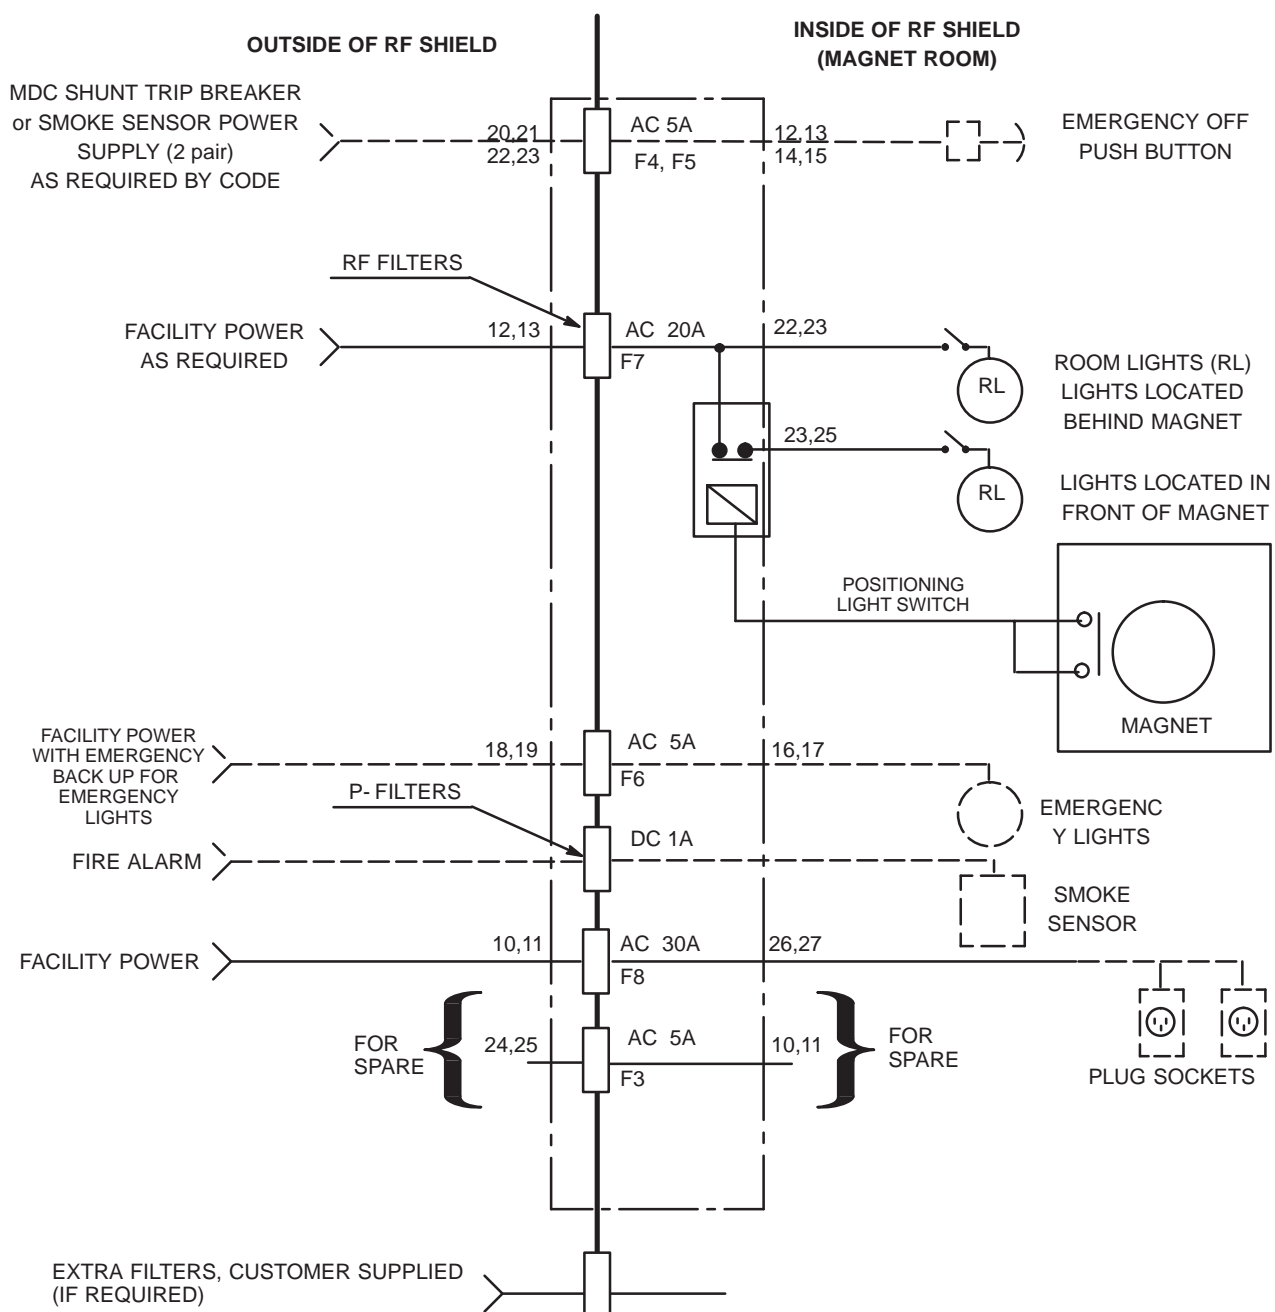 OUTSIDE OF RF SHIELD
INSIDE OF RF SHIELD
(MAGNET ROOM)
MDC SHUNT TRIP BREAKER
or SMOKE SENSOR POWER
SUPPLY (2 pair)
AS REQUIRED BY CODE
20,21
22,23
AC 5A
F4, F5
12,13
14,15
EMERGENCY OFF
PUSH BUTTON
RF FILTERS
FACILITY POWER
AS REQUIRED
12,13
AC 20A
F7
22,23
RL
ROOM LIGHTS (RL)
LIGHTS LOCATED
BEHIND MAGNET
23,25
RL
LIGHTS LOCATED IN
FRONT OF MAGNET
POSITIONING
LIGHT SWITCH
MAGNET
FACILITY POWER
WITH EMERGENCY
BACK UP FOR
EMERGENCY
LIGHTS
18,19
AC 5A
F6
16,17
EMERGENC
Y LIGHTS
P- FILTERS
FIRE ALARM
DC 1A
SMOKE
SENSOR
FACILITY POWER
10,11
AC 30A
F8
26,27
PLUG SOCKETS
FOR
SPARE
24,25
AC 5A
F3
10,11
FOR
SPARE
EXTRA FILTERS, CUSTOMER SUPPLIED
(IF REQUIRED)